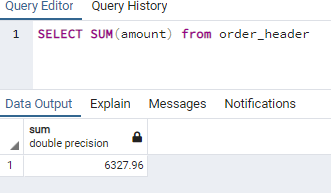 Query Editor Query History
1 SELECT SUM(amount) from order_header
Data Output Explain Messages Notifications
sum
double precision
1 6327.96